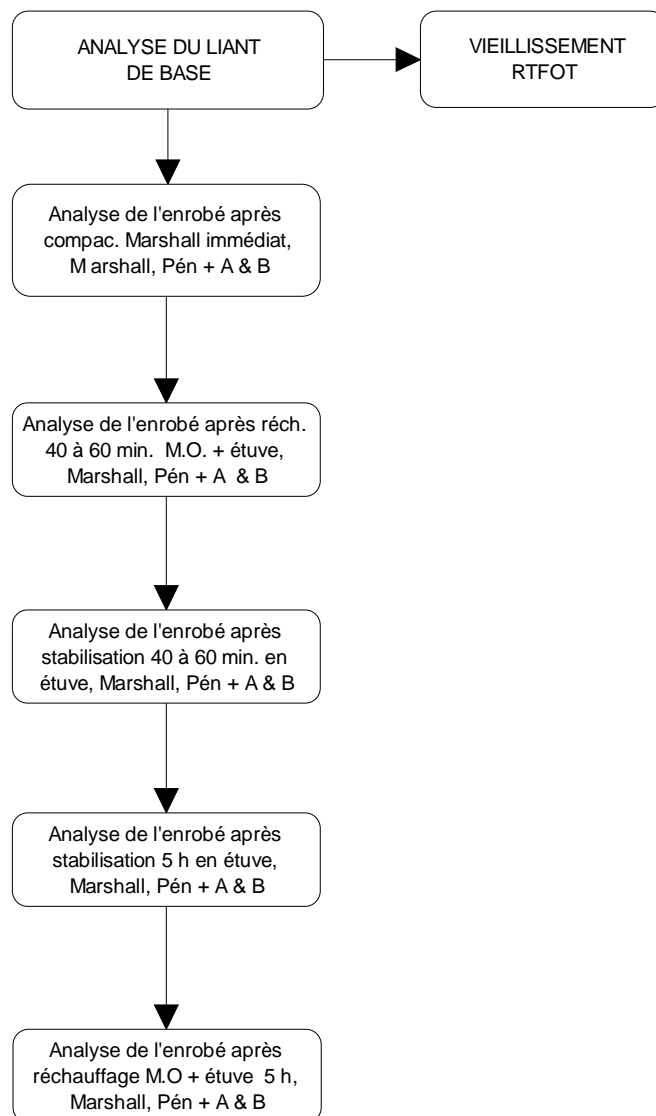 ANALYSE DU LIANT
DE BASE
VIEILLISSEMENT
RTFOT
Analyse de l'enrobé après
compac. Marshall immédiat,
M arshall, Pén + A & B
Analyse de l'enrobé après réch.
40 à 60 min. M.O. + étuve,
Marshall, Pén + A & B
Analyse de l'enrobé après
stabilisation 40 à 60 min. en
étuve, Marshall, Pén + A & B
Analyse de l'enrobé après
stabilisation 5 h en étuve,
Marshall, Pén + A & B
Analyse de l'enrobé après
réchauffage M.O + étuve 5 h,
Marshall, Pén + A & B